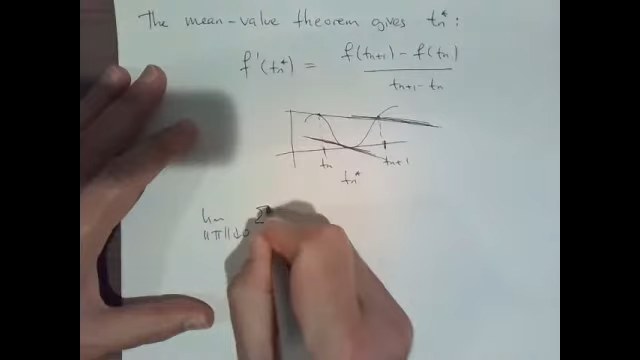 The mean-value theorem gives tn*:
f'(tn*) = f(tn+1) - f(tn) / tn+1 - tn
tn tn+1
tn*
lim Σ
||π||↓0